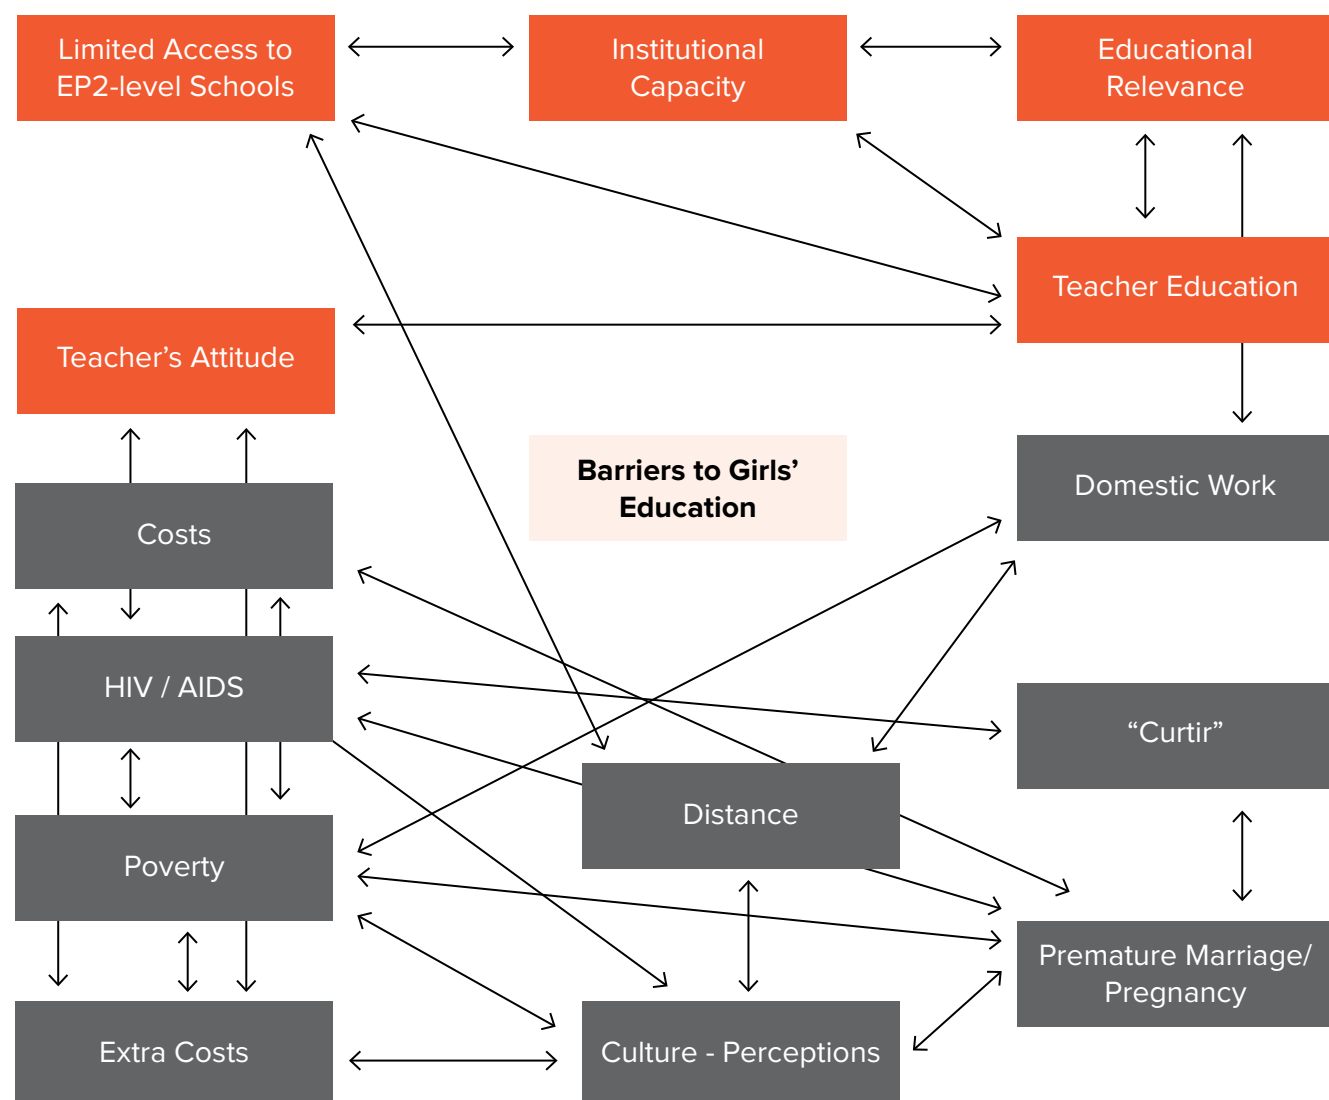 Limited Access to
EP2-level Schools
Institutional
Capacity
Educational
Relevance
Teacher Education
Teacher’s Attitude
Barriers to Girls’
Education
Domestic Work
Costs
HIV / AIDS
“Curtir”
Distance
Poverty
Premature Marriage/
Pregnancy
Extra Costs
Culture - Perceptions